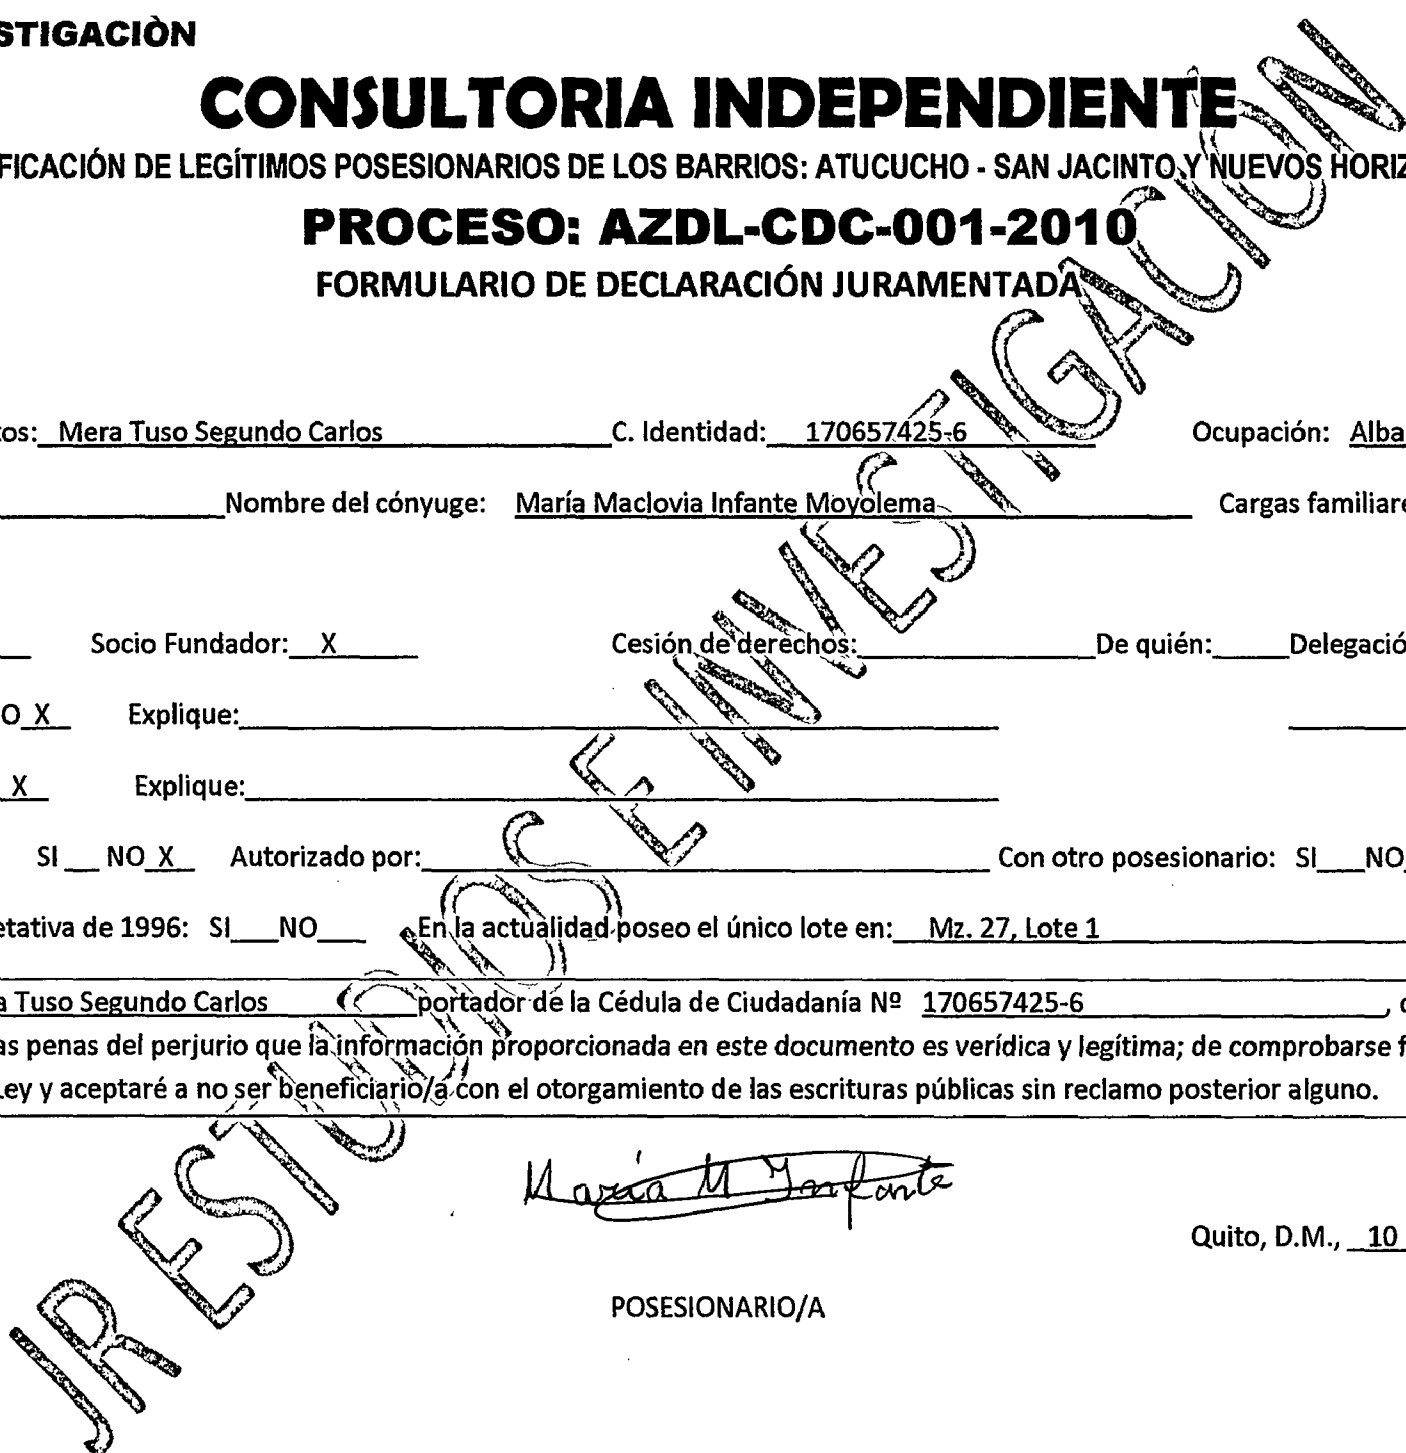 STIGACIÒN
CONSULTORIA INDEPENDIENTE
FICACIÓN DE LEGÍTIMOS POSESIONARIOS DE LOS BARRIOS: ATUCUCHO - SAN JACINTO Y NUEVOS HORIZ
PROCESO: AZDL-CDC-001-2010
FORMULARIO DE DECLARACIÓN JURAMENTADA
tos: Mera Tuso Segundo Carlos C. Identidad: 170657425-6 Ocupación: Alba
Nombre del cónyuge: María Maclovia Infante Moyolema Cargas familiare
Socio Fundador: X Cesión de derechos: De quién: Delegació
O X Explique:
X Explique:
SI NO X Autorizado por: Con otro posesionario: SI NO
etativa de 1996: SI NO En la actualidad poseo el único lote en: Mz. 27, Lote 1
a Tuso Segundo Carlos portador de la Cédula de Ciudadanía Nº 170657425-6 ,
as penas del perjurio que la información proporcionada en este documento es verídica y legítima; de comprobarse f
Ley y aceptaré a no ser beneficiario/a con el otorgamiento de las escrituras públicas sin reclamo posterior alguno.
María M Infante
Quito, D.M., 10
POSESIONARIO/A
JR ESTUDIOS E INVESTIGACION